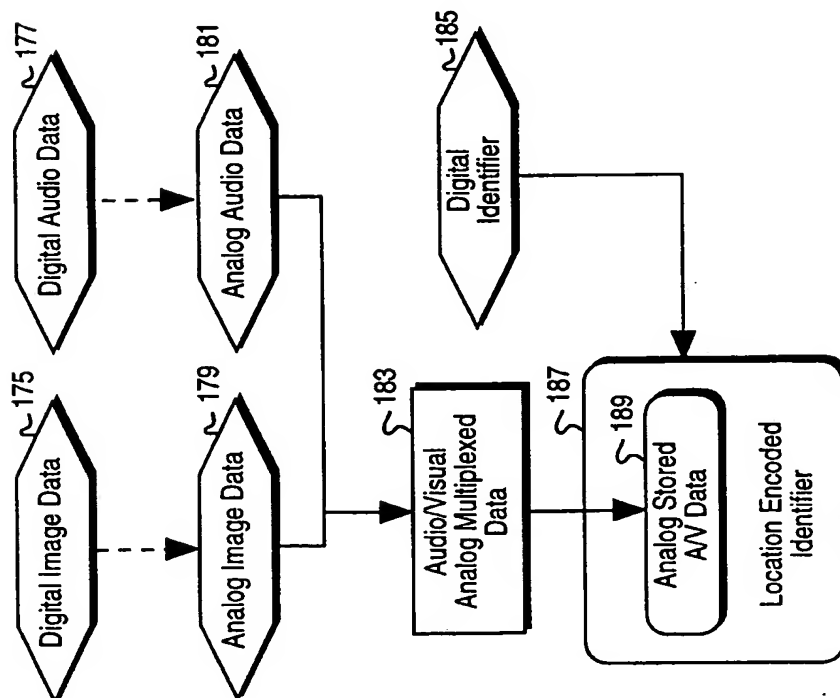 177
Digital Audio Data
181
Analog Audio Data
185
Digital
Identifier
175
Digital Image Data
179
Analog Image Data
183
Audio/Visual
Analog Multiplexed
Data
187
189
Analog Stored
A/V Data
Location Encoded
Identifier